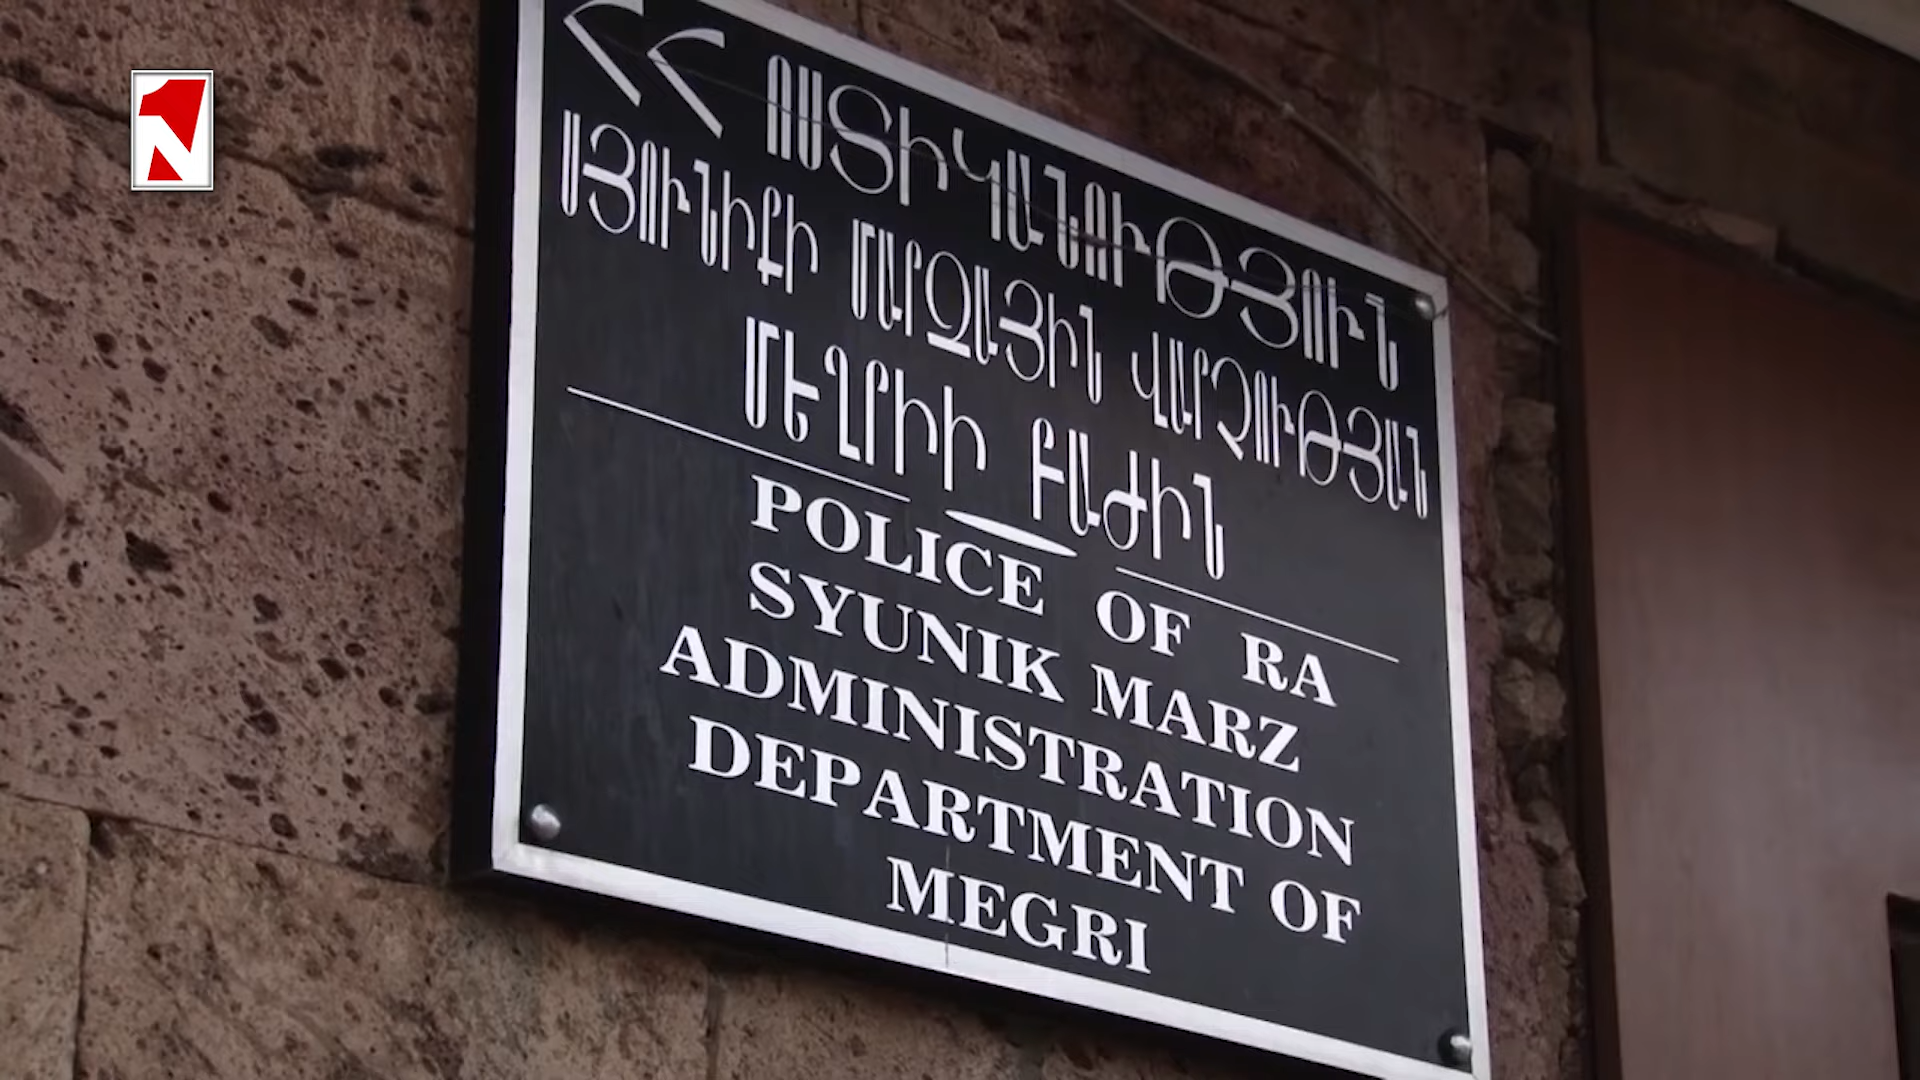 ՀՀ ՈՍՏԻԿԱՆՈՒԹՅՈՒՆ
ՍՅՈՒՆԻՔԻ ՄԱՐԶԱՅԻՆ ՎԱՐՉՈՒԹՅԱՆ
ՄԵՂՐԻԻ ԲԱԺԻՆ
POLICE OF RA
SYUNIK MARZ
ADMINISTRATION
DEPARTMENT OF
MEGRI